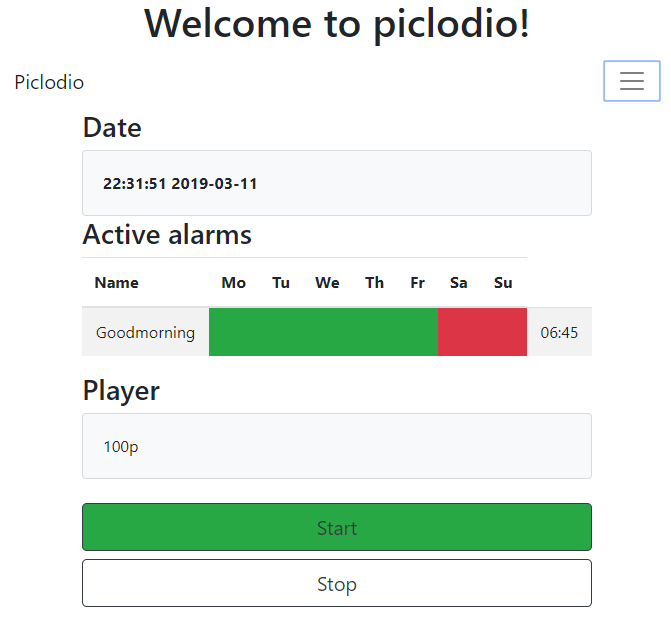 Welcome to piclodio!
Piclodio
Date
22:31:51 2019-03-11
Active alarms
Name Mo Tu We Th Fr Sa Su
Goodmorning 06:45
Player
100p
Start
Stop